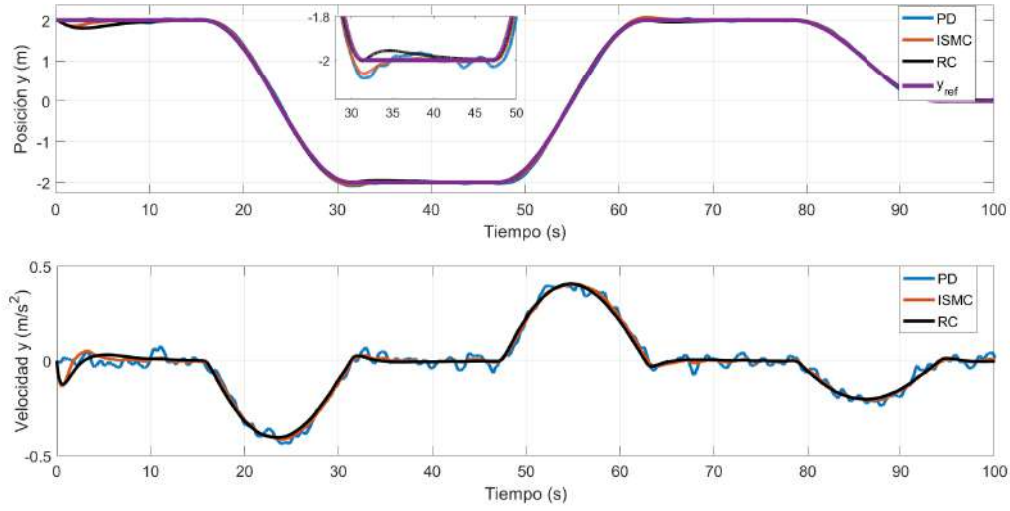 2
1
0
-1
-2
Posición y (m)
-1.8
-2
30 35 40 45 50
PD
ISMC
RC
y_ref
0 10 20 30 40 50 60 70 80 90 100
Tiempo (s)
0.5
0
-0.5
Velocidad y (m/s²)
PD
ISMC
RC
0 10 20 30 40 50 60 70 80 90 100
Tiempo (s)